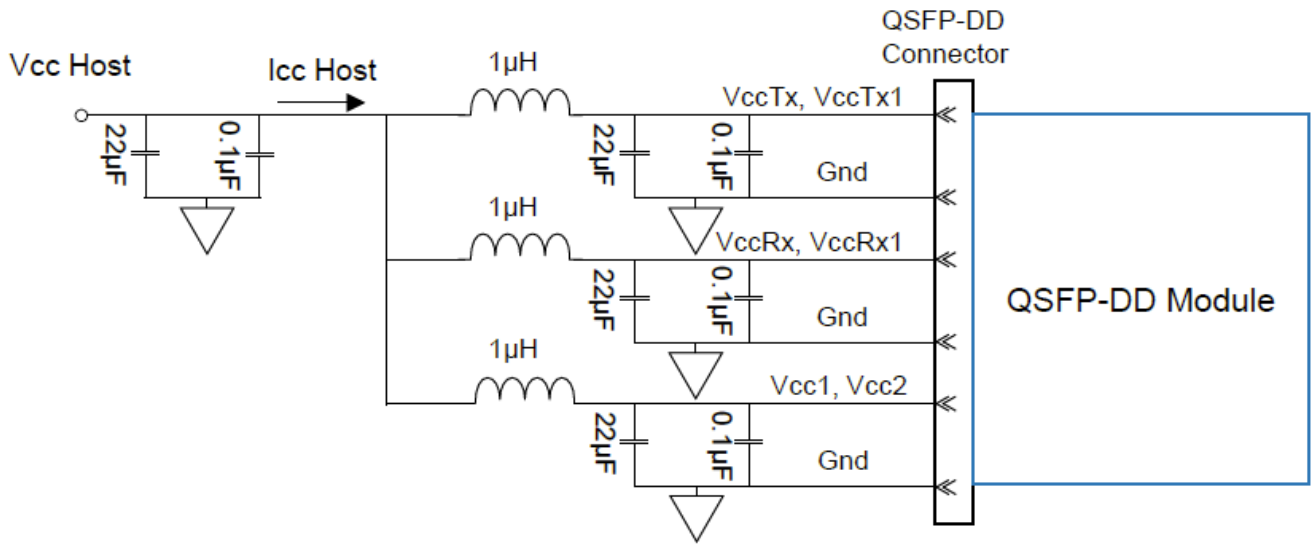 QSFP-DD
Connector
Vcc Host
Icc Host
1µH
VccTx, VccTx1
22µF
0.1µF
22µF
0.1µF
Gnd
1µH
VccRx, VccRx1
22µF
0.1µF
Gnd
QSFP-DD Module
1µH
Vcc1, Vcc2
22µF
0.1µF
Gnd